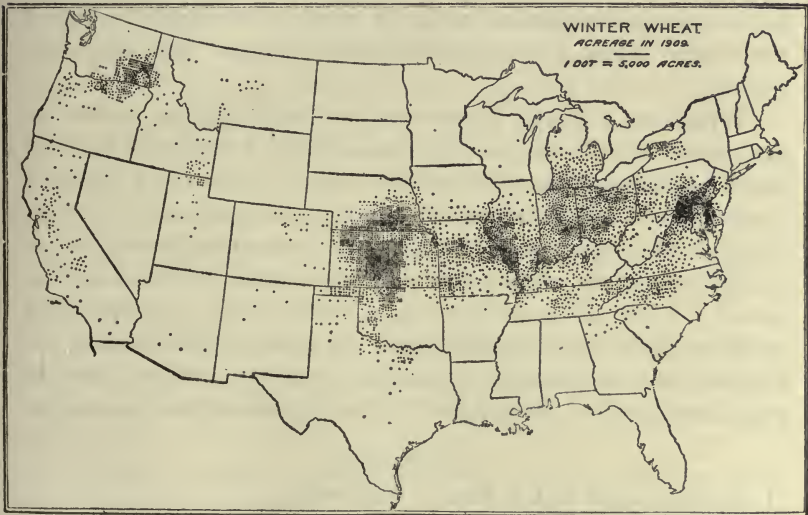 WINTER WHEAT
ACREAGE IN 1909.
1 DOT = 5,000 ACRES.